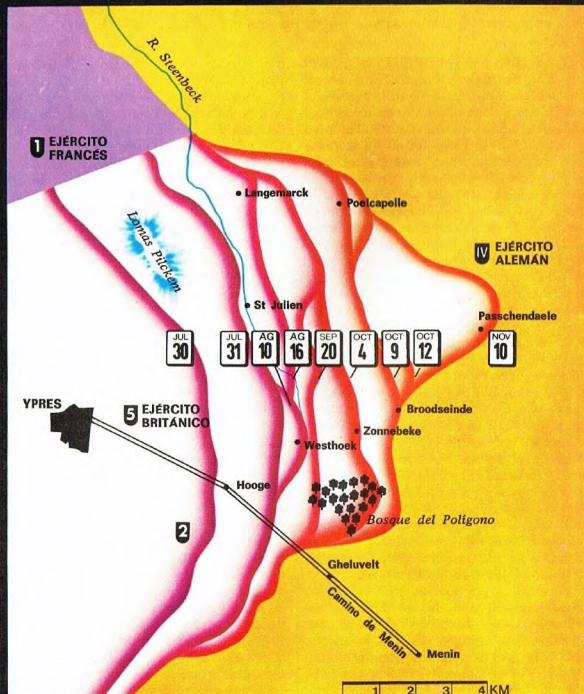 R. Steenbeck
1 EJÉRCITO
FRANCÉS
Langemarck
Poelcapelle
Lomas Pilckem
IV EJÉRCITO
ALEMÁN
St Julien
Passchendaele
JUL
30
JUL
31
AG
10
AG
16
SEP
20
OCT
4
OCT
9
OCT
12
NOV
10
YPRES
5 EJÉRCITO
BRITÁNICO
Broodseinde
Zonnebeke
Westhoek
Hooge
Bosque del Polígono
2
Gheluvelt
Camino de Menin
Menin
1 2 3 4 KM